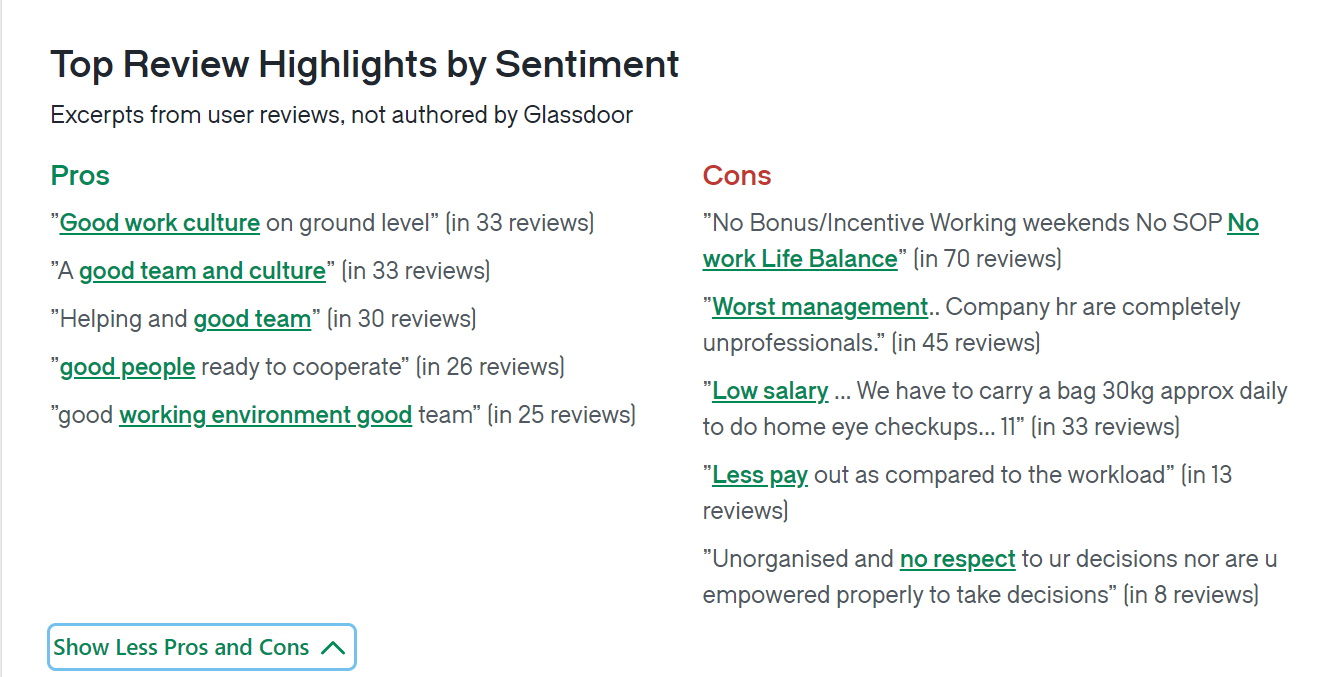 Top Review Highlights by Sentiment
Excerpts from user reviews, not authored by Glassdoor
Pros
”Good work culture on ground level” (in 33 reviews)
”A good team and culture” (in 33 reviews)
”Helping and good team” (in 30 reviews)
”good people ready to cooperate” (in 26 reviews)
”good working environment good team” (in 25 reviews)
Cons
”No Bonus/Incentive Working weekends No SOP No
work Life Balance” (in 70 reviews)
”Worst management.. Company hr are completely
unprofessionals.” (in 45 reviews)
”Low salary ... We have to carry a bag 30kg approx daily
to do home eye checkups... 11” (in 33 reviews)
”Less pay out as compared to the workload” (in 13
reviews)
”Unorganised and no respect to ur decisions nor are u
empowered properly to take decisions” (in 8 reviews)
Show Less Pros and Cons